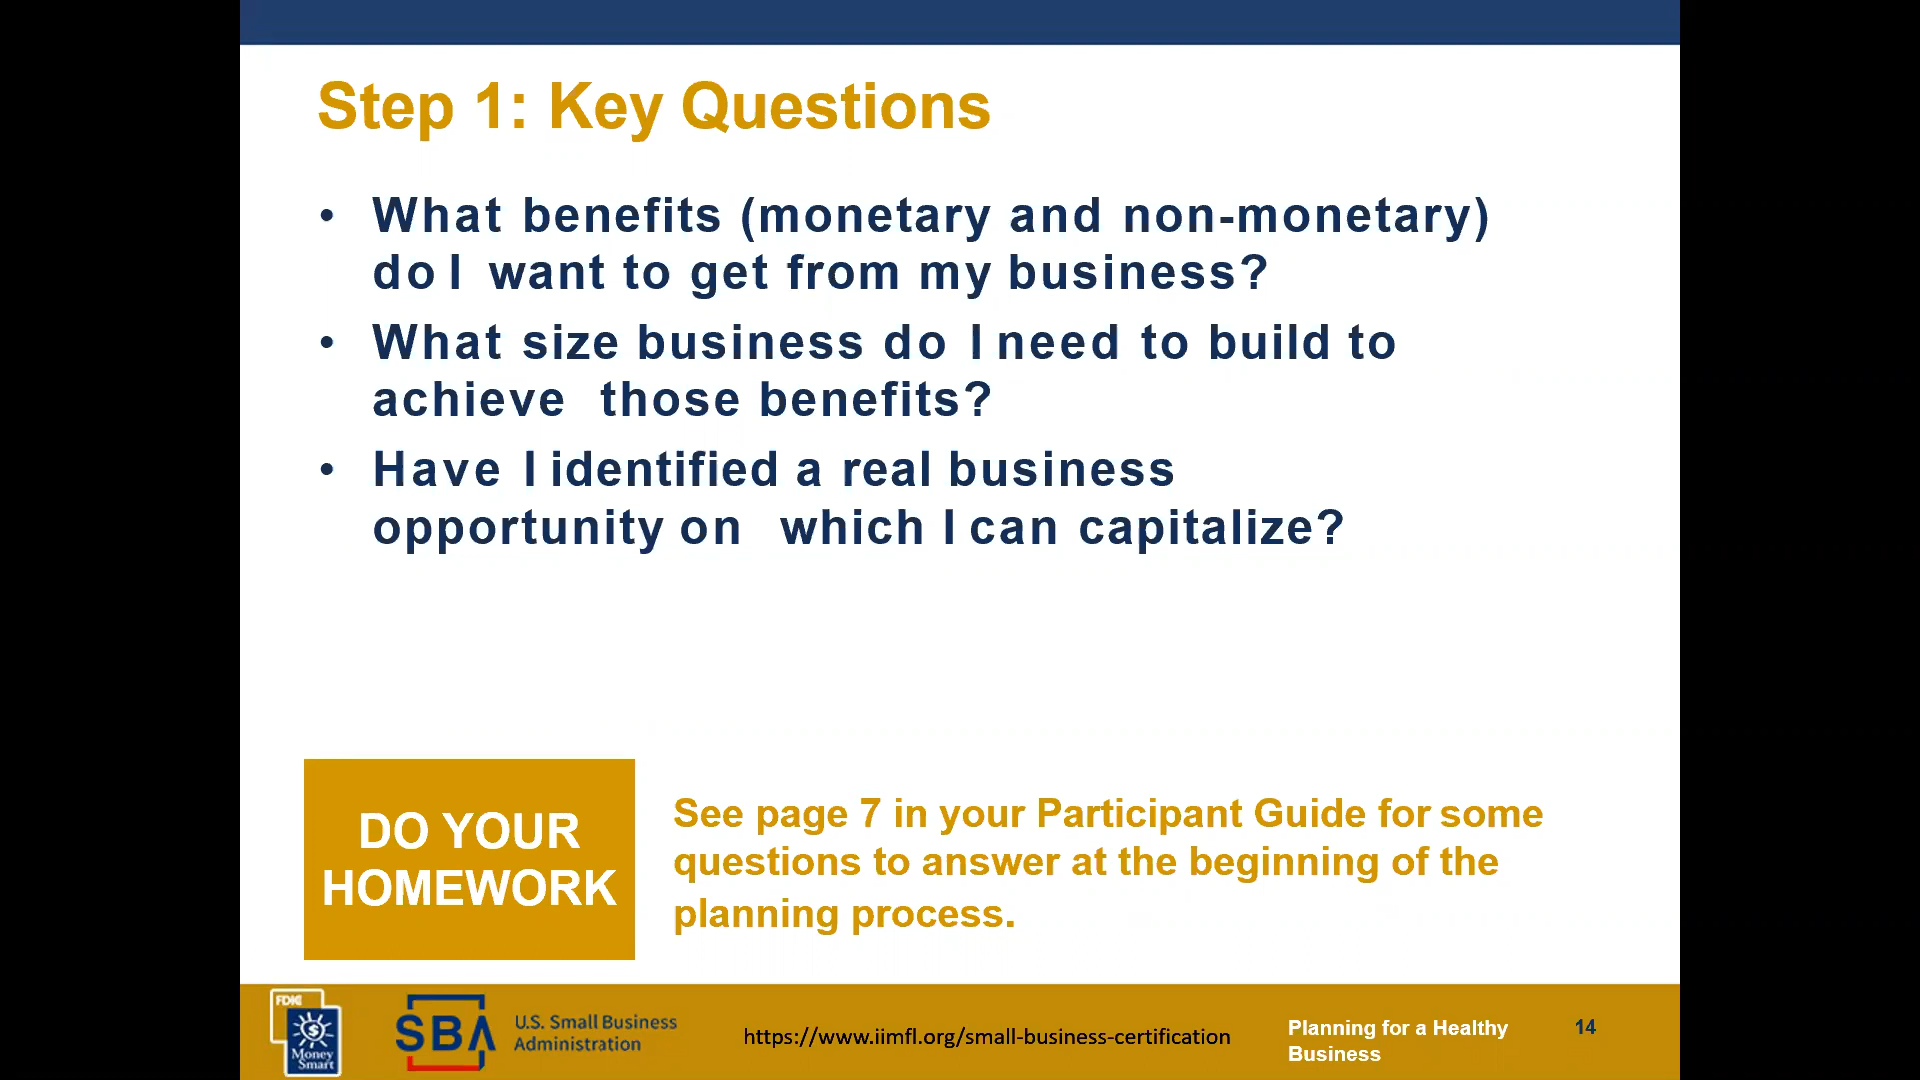 Step 1: Key Questions
• What benefits (monetary and non-monetary)
do I want to get from my business?
• What size business do I need to build to
achieve those benefits?
• Have I identified a real business
opportunity on which I can capitalize?
DO YOUR
HOMEWORK
See page 7 in your Participant Guide for some
questions to answer at the beginning of the
planning process.
FDIC
Money
Smart
SBA
U.S. Small Business
Administration
https://www.iimfl.org/small-business-certification
Planning for a Healthy
Business
14